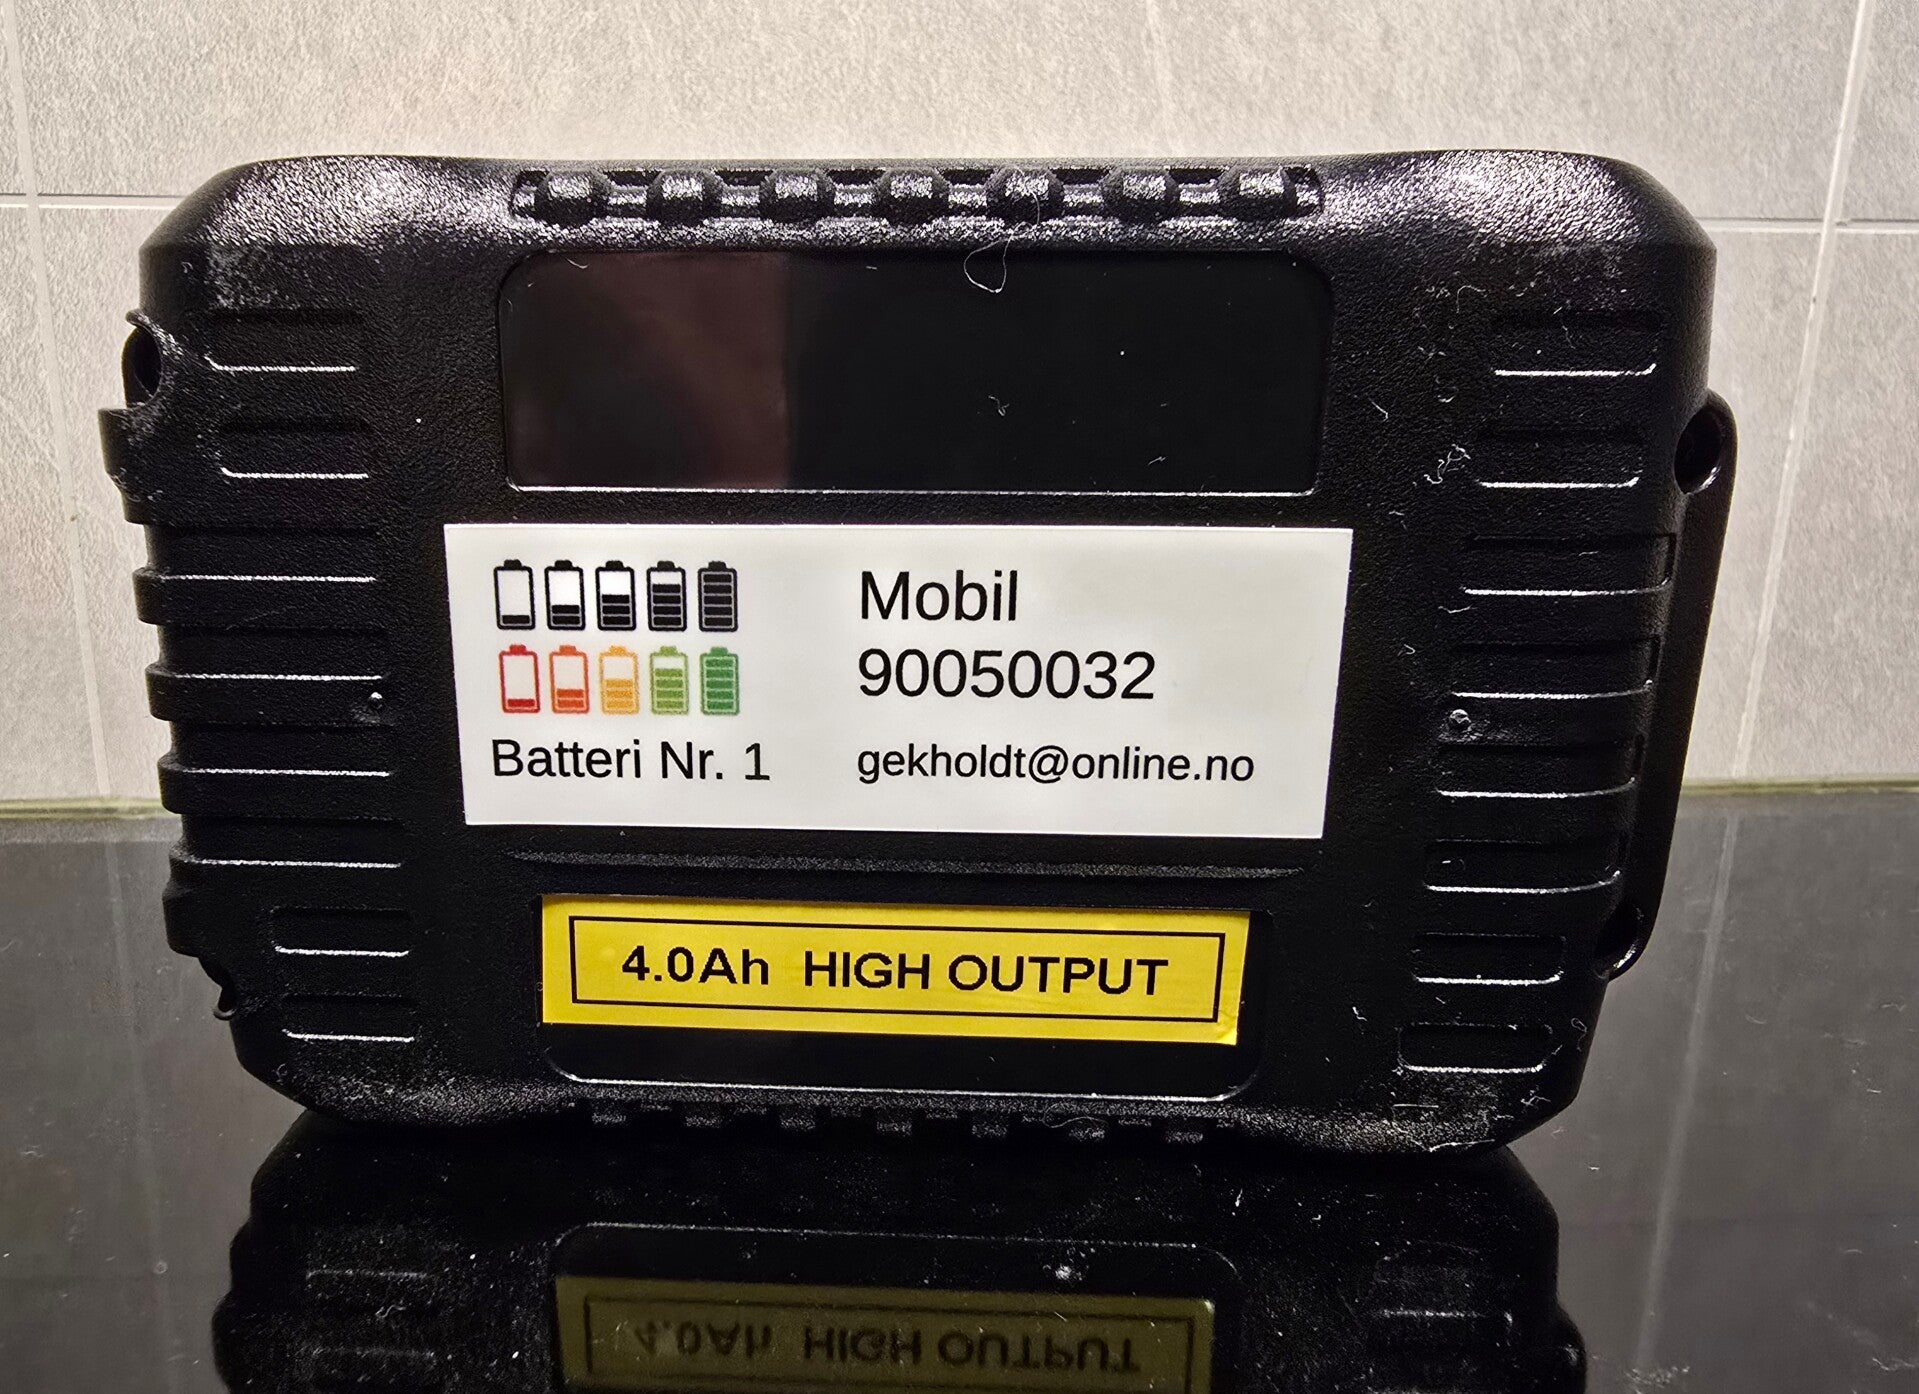 Mobil
90050032
Batteri Nr. 1
gekholdt@online.no
4.0Ah HIGH OUTPUT